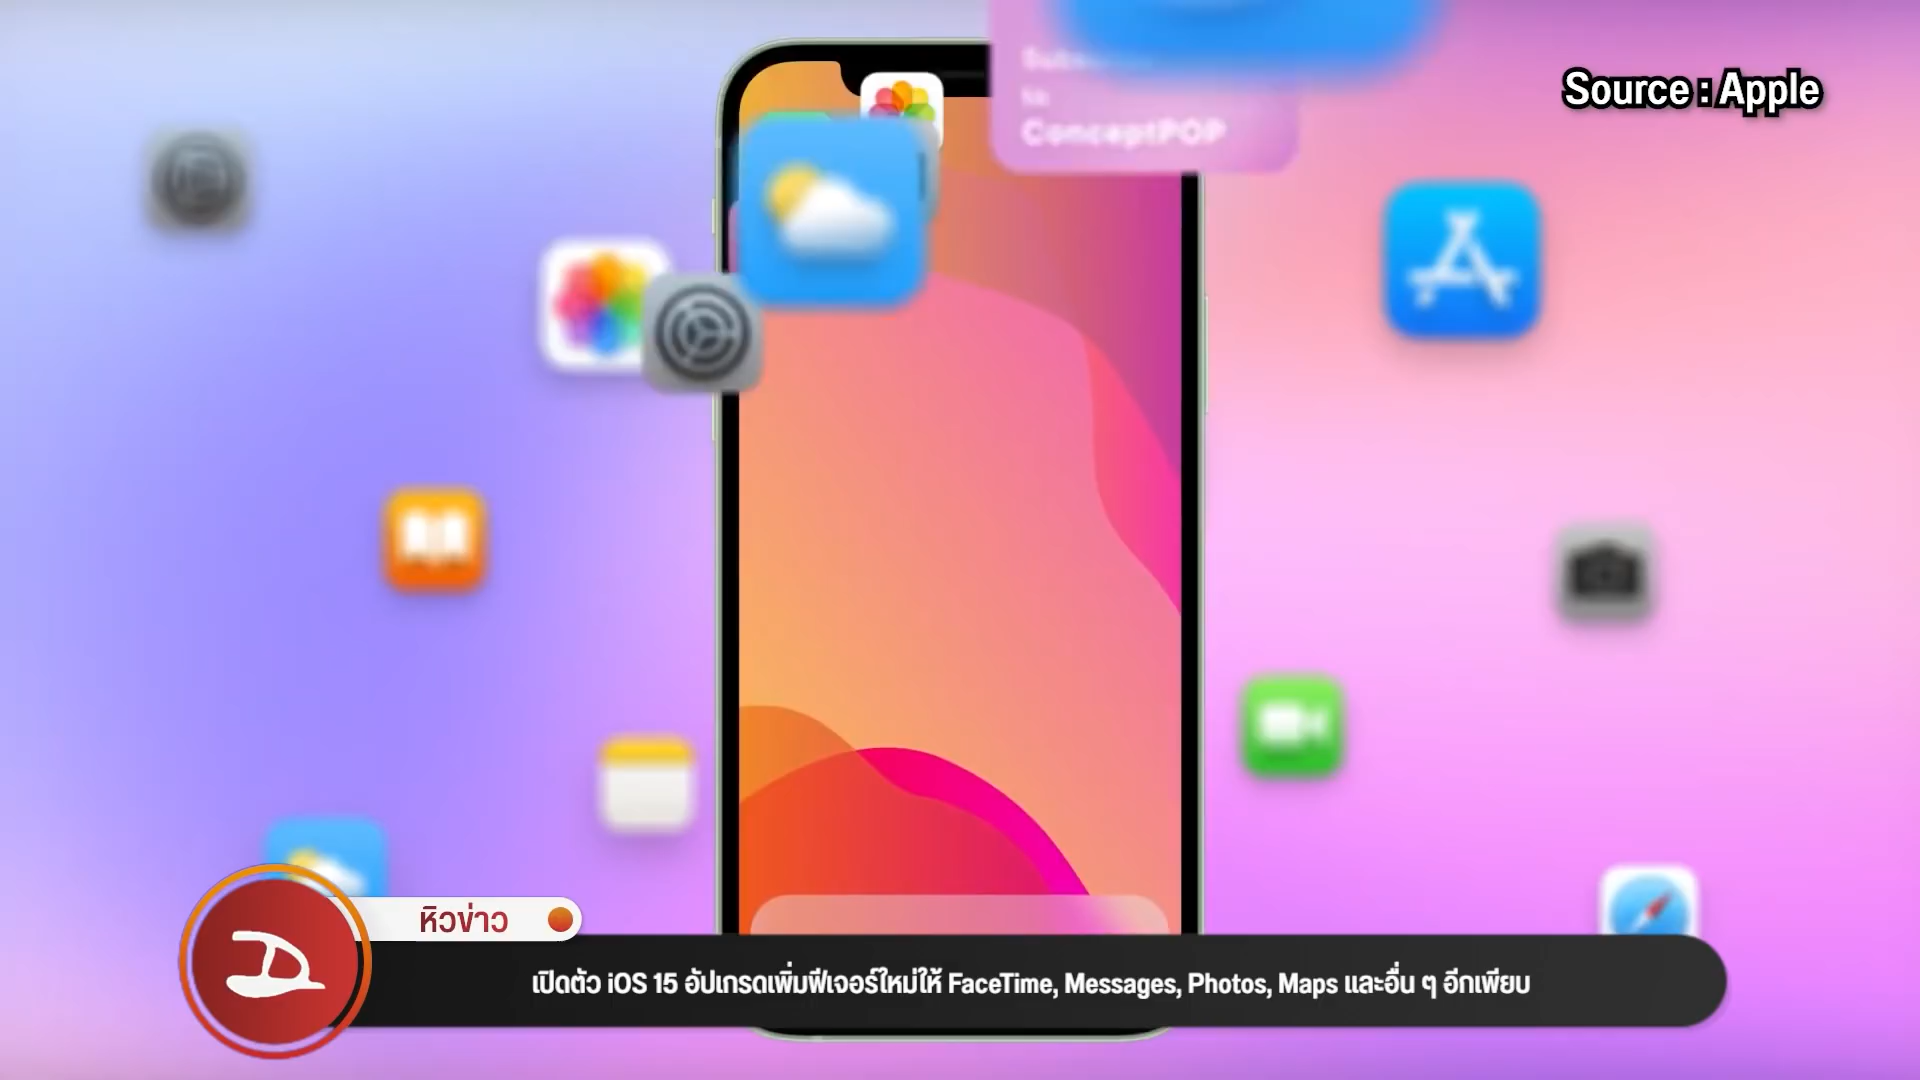 to
ConceptPOP
Source : Apple
หิวข่าว
เปิดตัว iOS 15 อัปเกรดเพิ่มฟีเจอร์ใหม่ให้ FaceTime, Messages, Photos, Maps และอื่น ๆ อีกเพียบ